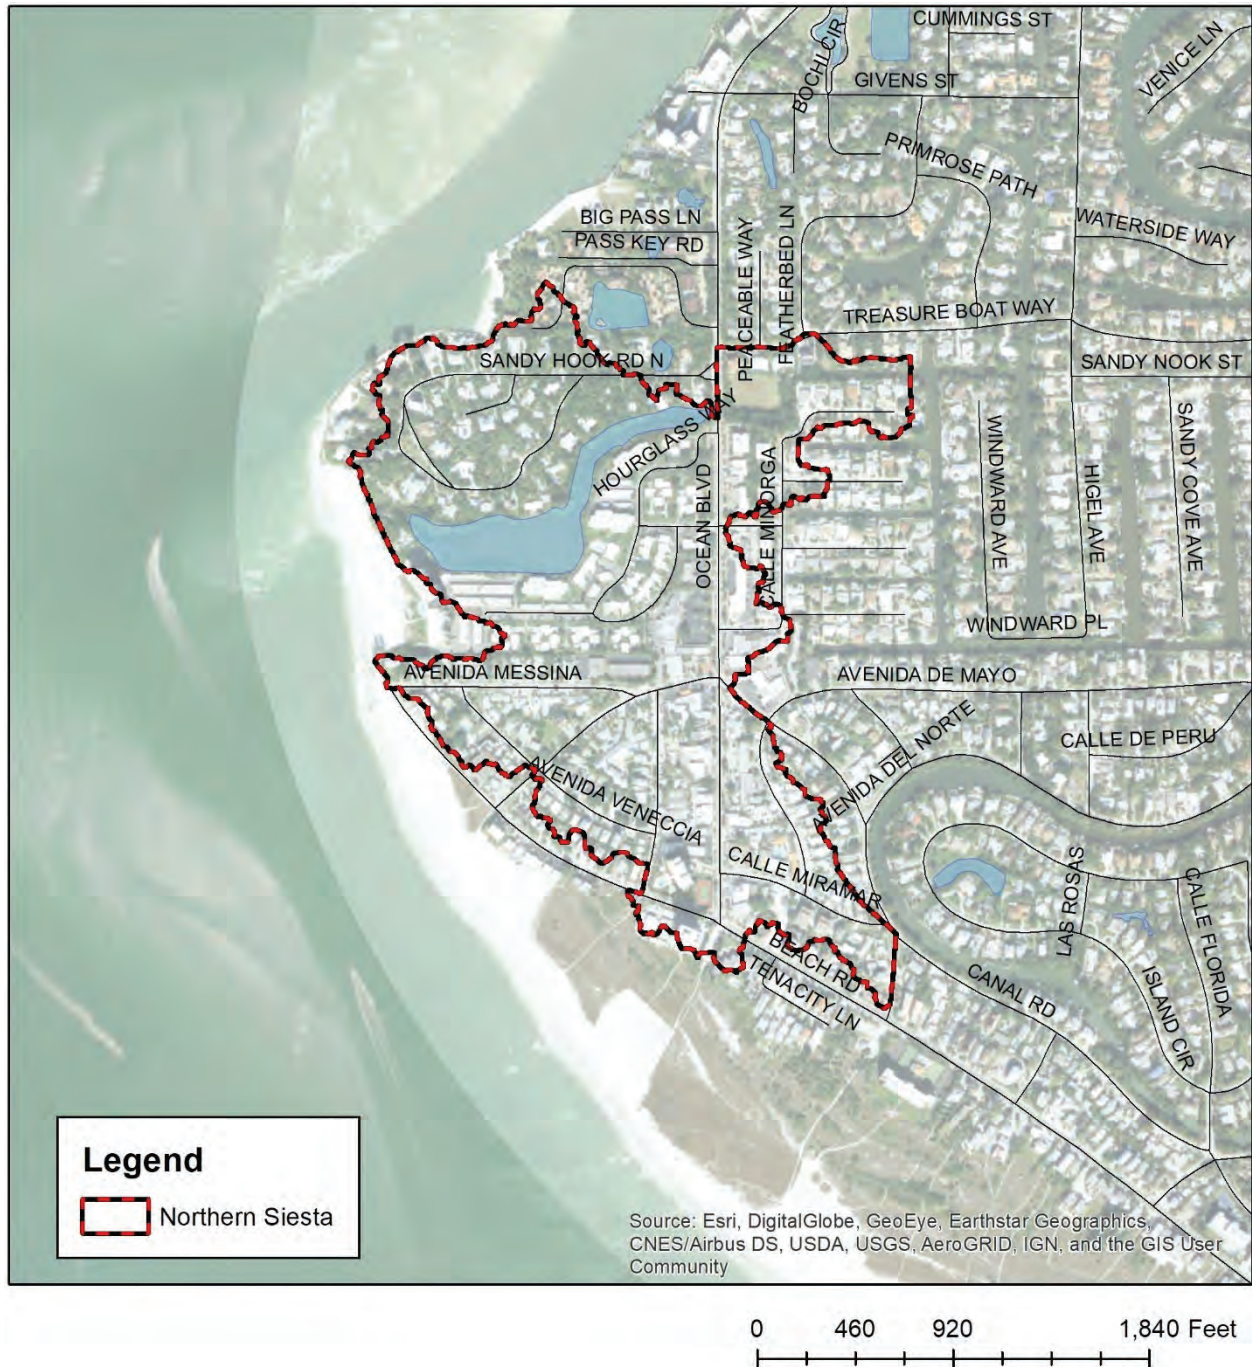 CUMMINGS ST
VENICE LN
BOCHI CIR
GIVENS ST
PRIMROSE PATH
BIG PASS LN
WATERSIDE WAY
PASS KEY RD
PEACEABLE WAY
FEATHERBED LN
TREASURE BOAT WAY
SANDY HOOK RD N
SANDY NOOK ST
HOURGLASS WAY
OCEAN BLVD
CALLE MINORGA
WINDWARD AVE
HIGEL AVE
SANDY COVE AVE
WINDWARD PL
AVENIDA MESSINA
AVENIDA DE MAYO
AVENIDA DEL NORTE
CALLE DE PERU
AVENIDA VENECCIA
CALLE MIRAMAR
LAS ROSAS
CALLE FLORIDA
BEACH RD
TENACITY LN
CANAL RD
ISLAND CIR
Legend
Northern Siesta
Source: Esri, DigitalGlobe, GeoEye, Earthstar Geographics,
CNES/Airbus DS, USDA, USGS, AeroGRID, IGN, and the GIS User
Community
0 460 920 1,840 Feet